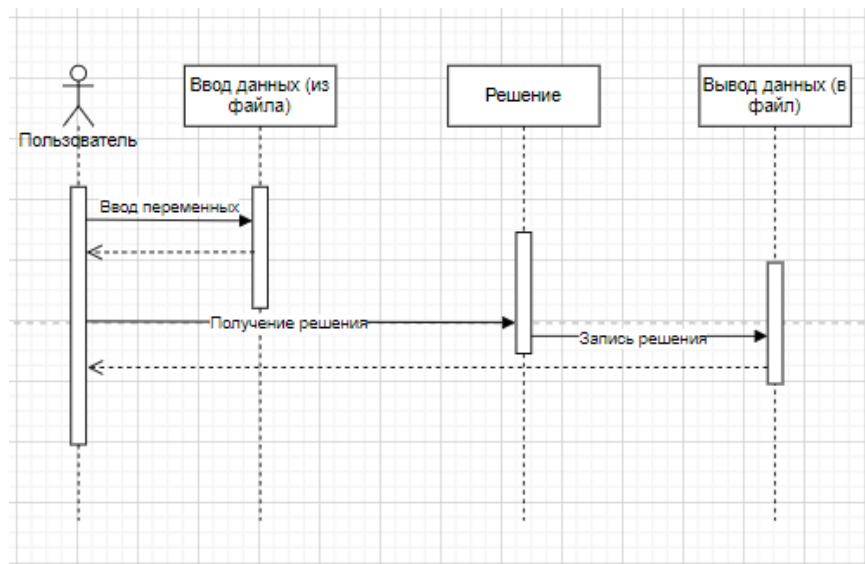 Ввод данных (из
файла)
Решение
Вывод данных (в
файл)
Пользователь
Ввод переменных
Получение решения
Запись решения